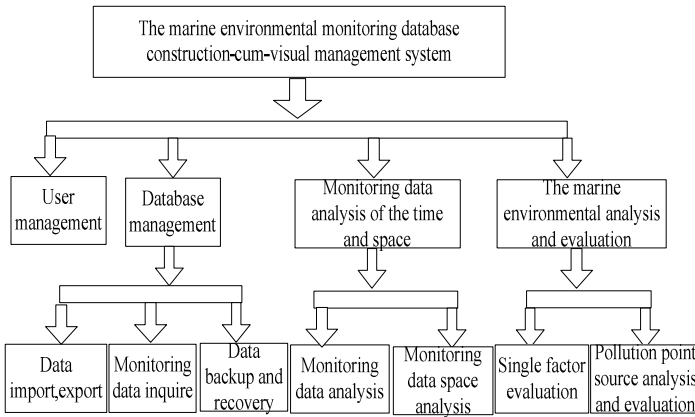 The marine environmental monitoring database
construction-cum-visual management system
User
management
Database
management
Monitoring data
analysis of the time
and space
The marine
environmental analysis
and evaluation
Data
import,export
Monitoring
data inquire
Data
backup and
recovery
Monitoring
data analysis
Monitoring
data space
analysis
Single factor
evaluation
Pollution point
source analysis
and evaluation